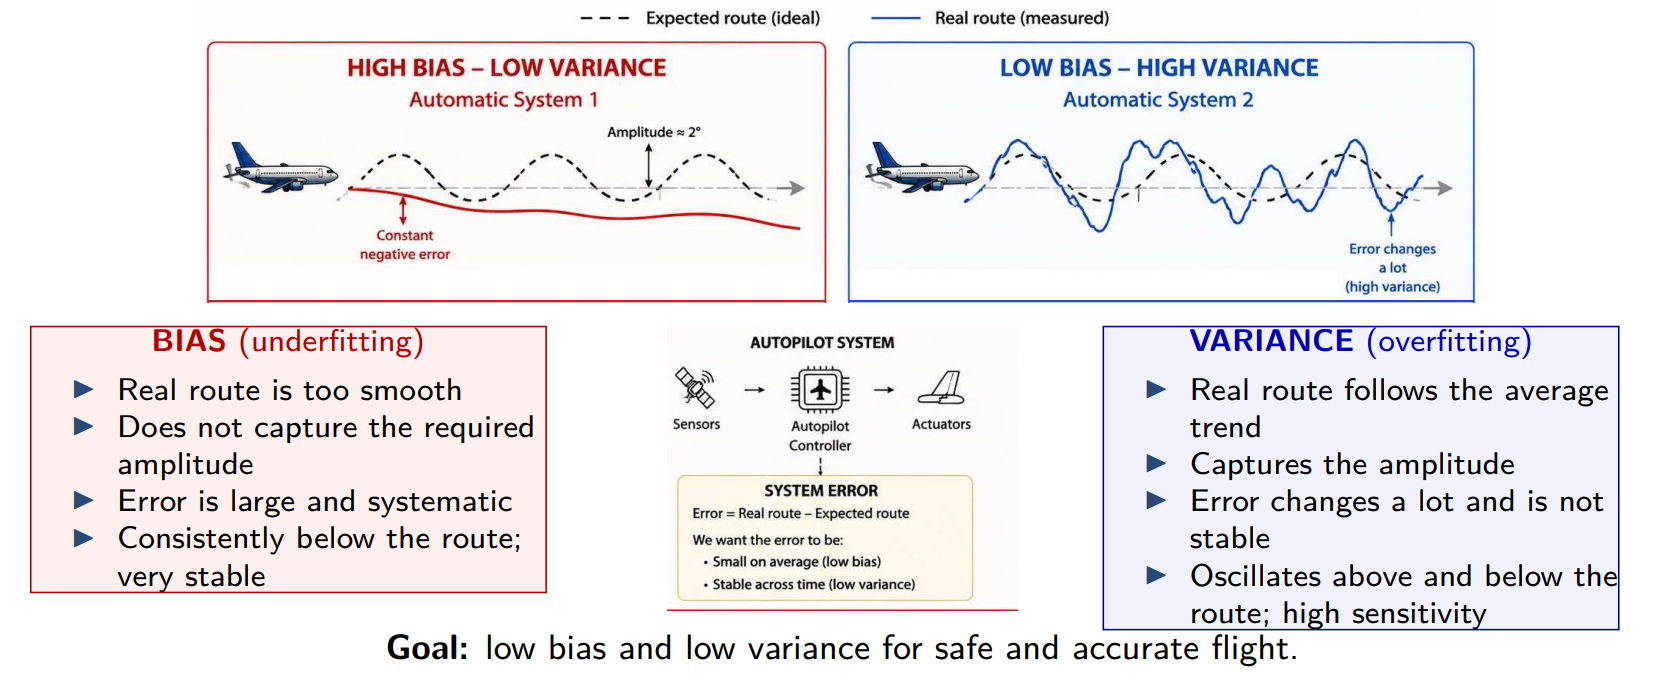 Expected route (ideal)
Real route (measured)
HIGH BIAS – LOW VARIANCE
Automatic System 1
Amplitude ≈ 2°
Constant
negative error
LOW BIAS – HIGH VARIANCE
Automatic System 2
Error changes
a lot
(high variance)
BIAS (underfitting)
Real route is too smooth
Does not capture the required
amplitude
Error is large and systematic
Consistently below the route;
very stable
AUTOPILOT SYSTEM
Sensors
Autopilot
Controller
Actuators
SYSTEM ERROR
Error = Real route – Expected route
We want the error to be:
• Small on average (low bias)
• Stable across time (low variance)
VARIANCE (overfitting)
Real route follows the average
trend
Captures the amplitude
Error changes a lot and is not
stable
Oscillates above and below the
route; high sensitivity
Goal: low bias and low variance for safe and accurate flight.